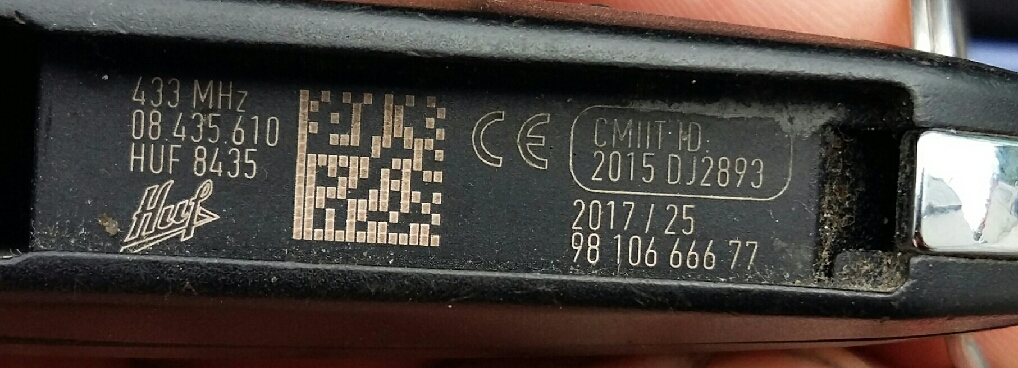 433 MHz
08.435.610
HUF 8435
Huf
CE
CMIIT ID:
2015 DJ2893
2017 / 25
98 106 666 77